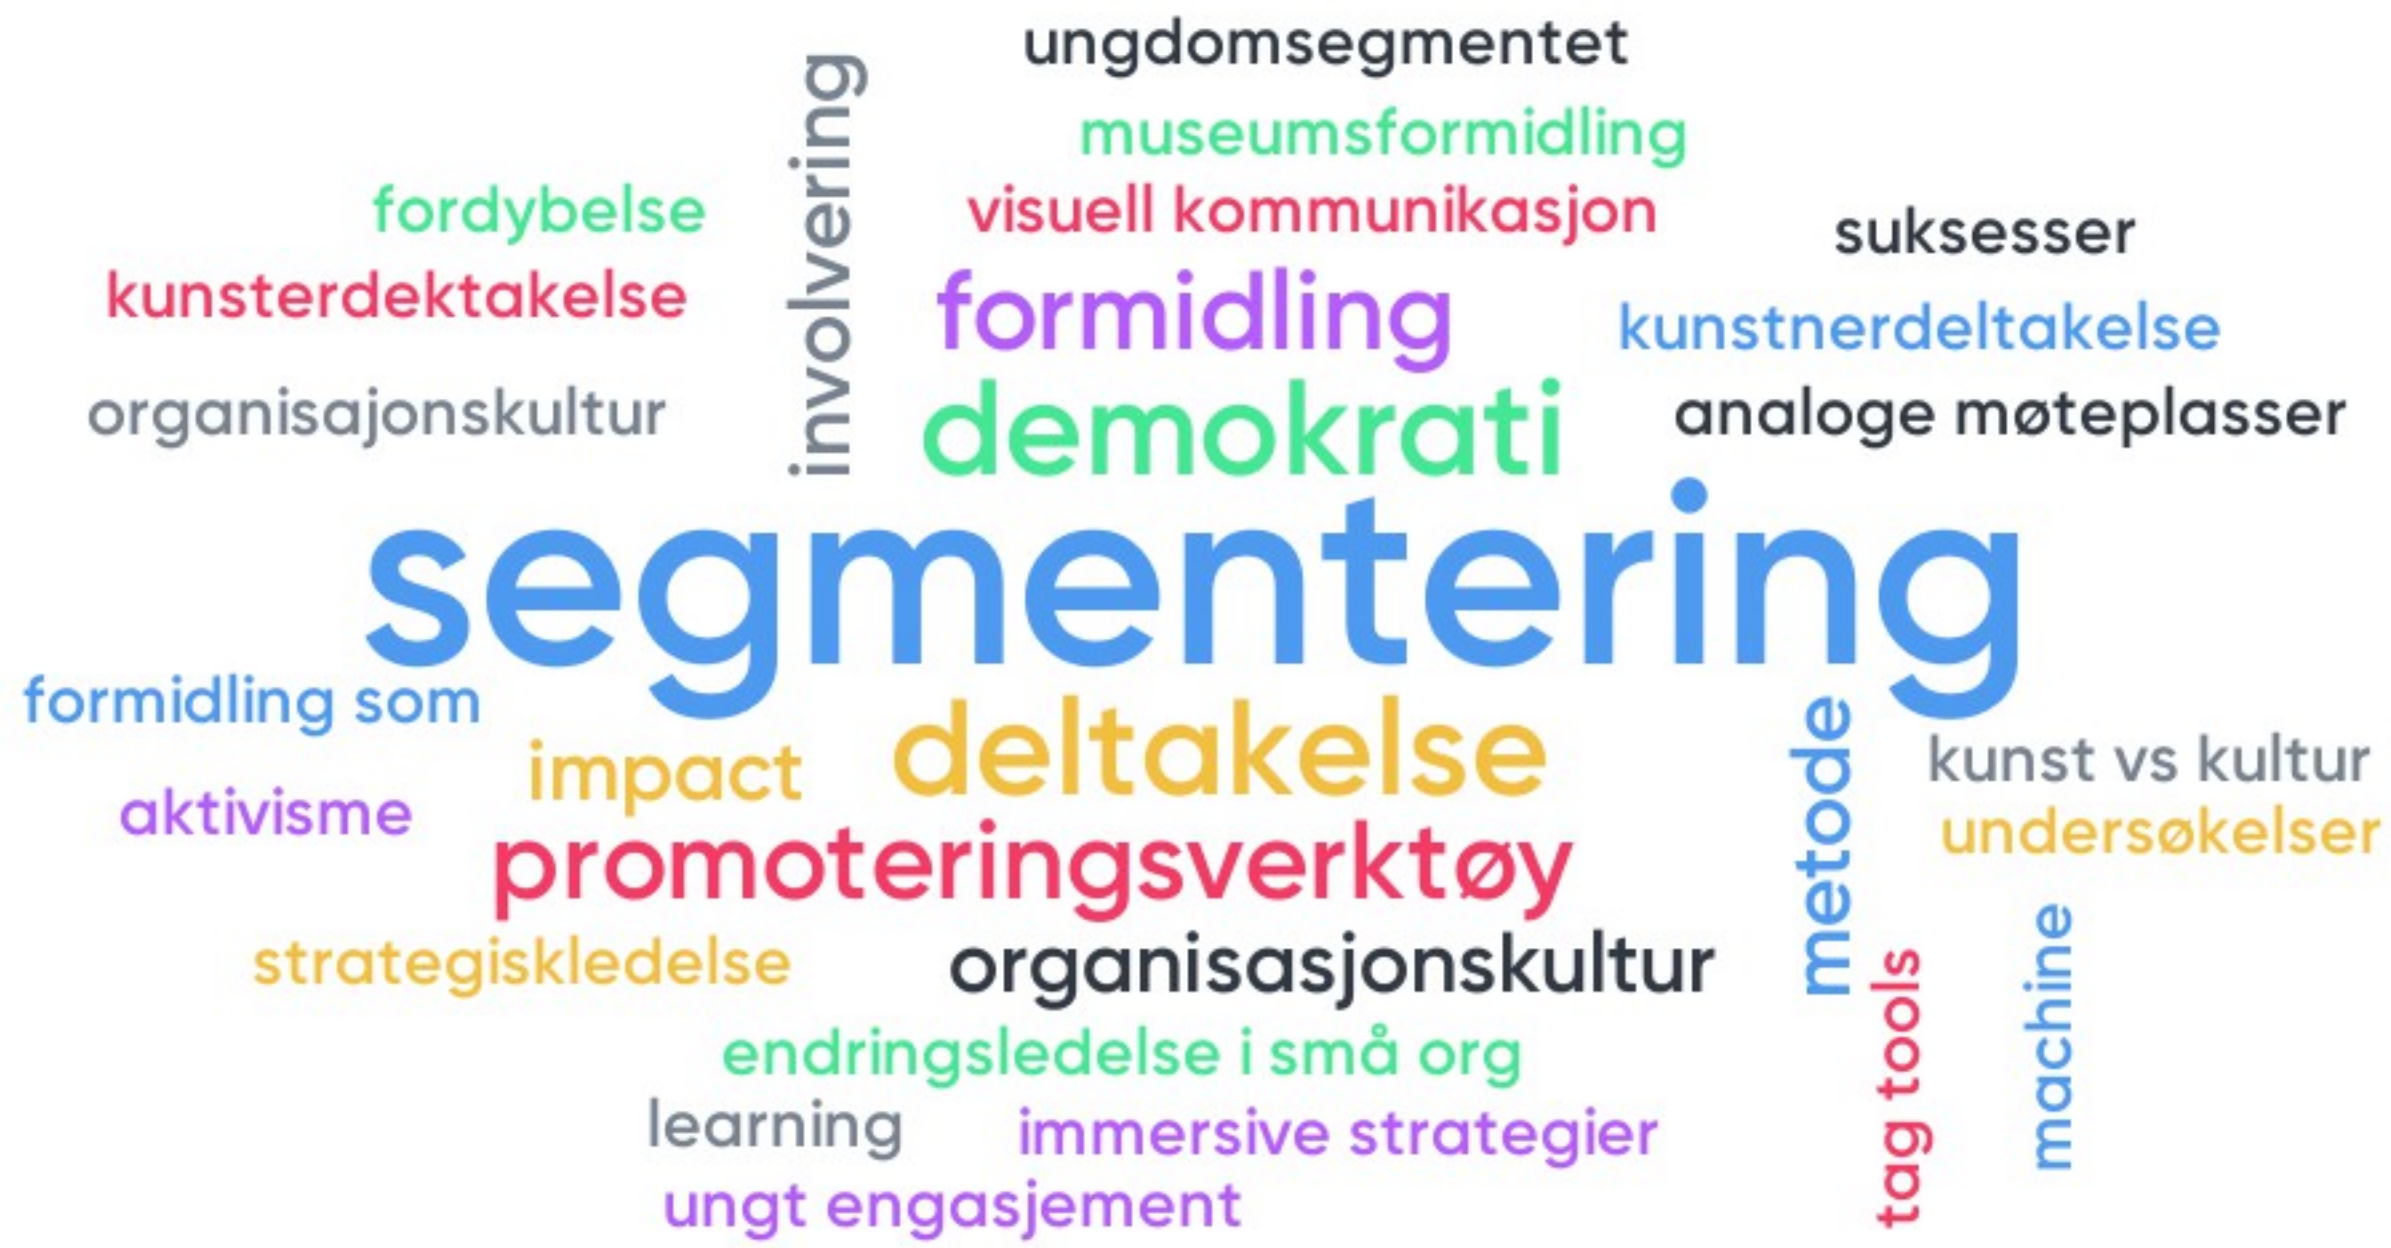 ungdomsegmentet
museumsformidling
involvering
fordybelse
visuell kommunikasjon
suksesser
kunsterdektakelse
formidling
kunstnerdeltakelse
organisajonskultur
demokrati
analoge møteplasser
segmentering
formidling som
impact
deltakelse
metode
kunst vs kultur
aktivisme
undersøkelser
promoteringsverktøy
strategiskledelse
organisasjonskultur
tag tools
machine
endringsledelse i små org
learning
immersive strategier
ungt engasjement